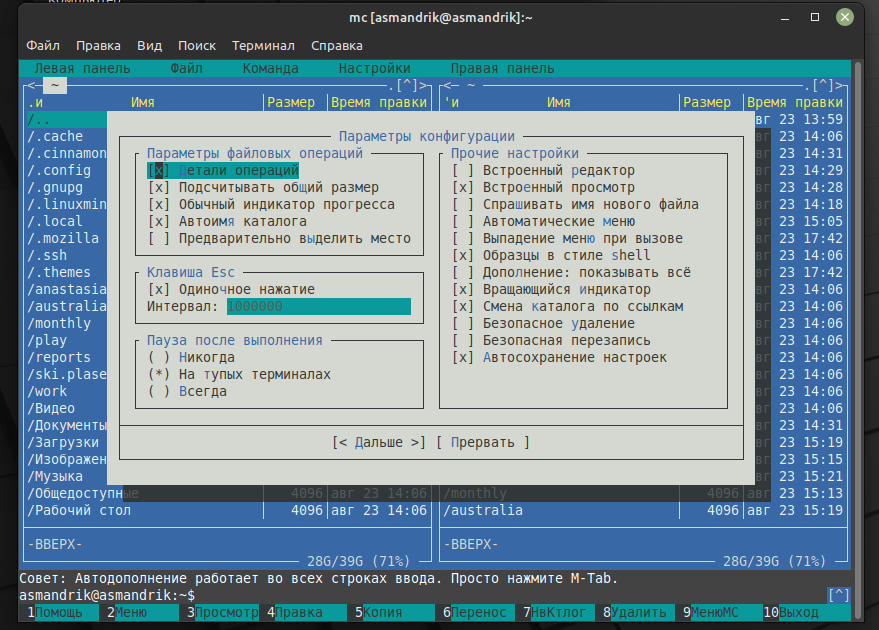 mc [asmandrik@asmandrik]:~
Файл Правка Вид Поиск Терминал Справка
Левая панель Файл Команда Настройки Правая панель
<─ ~ .[^]> <─ ~ .[^]>
.и Имя Размер Время правки 'и Имя Размер Время правки
/.. вг 23 13:59
Параметры конфигурации
/.cache авг 23 14:06
/.cinnamon Параметры файловых операций Прочие настройки авг 23 14:31
/.config [x] Детали операций [ ] Встроенный редактор авг 23 14:29
/.gnupg [x] Подсчитывать общий размер [x] Встроенный просмотр авг 23 14:28
/.linuxmin [x] Обычный индикатор прогресса [ ] Спрашивать имя нового файла авг 23 14:18
/.local [x] Автоимя каталога [ ] Автоматические меню авг 23 15:05
/.mozilla [ ] Предварительно выделить место [ ] Выпадение меню при вызове авг 23 17:42
/.ssh [x] Образцы в стиле shell авг 23 14:06
/.themes Клавиша Esc [ ] Дополнение: показывать всё авг 23 17:42
/anastasia [x] Одиночное нажатие [x] Вращающийся индикатор авг 23 14:06
/australia Интервал: 1000000 [x] Смена каталога по ссылкам авг 23 14:06
/monthly [ ] Безопасное удаление авг 23 14:06
/play Пауза после выполнения [ ] Безопасная перезапись авг 23 14:06
/reports ( ) Никогда [x] Автосохранение настроек авг 23 14:06
/ski.plase (*) На тупых терминалах авг 23 14:06
/work ( ) Всегда авг 23 14:06
/Видео авг 23 14:06
/Документы авг 23 14:31
/Загрузки [< Дальше >] [ Прервать ] авг 23 15:19
/Изображен авг 23 15:15
/Музыка авг 23 15:21
/Общедоступные 4096 авг 23 14:06 /monthly 4096 авг 23 15:13
/Рабочий стол 4096 авг 23 14:06 /australia 4096 авг 23 15:19
-ВВЕРХ- -ВВЕРХ-
28G/39G (71%) 28G/39G (71%)
Совет: Автодополнение работает во всех строках ввода. Просто нажмите M-Tab.
asmandrik@asmandrik:~$ [^]
1Помощь 2Меню 3Просмотр 4Правка 5Копия 6Перенос 7НвКтлог 8Удалить 9МенюМС 10Выход